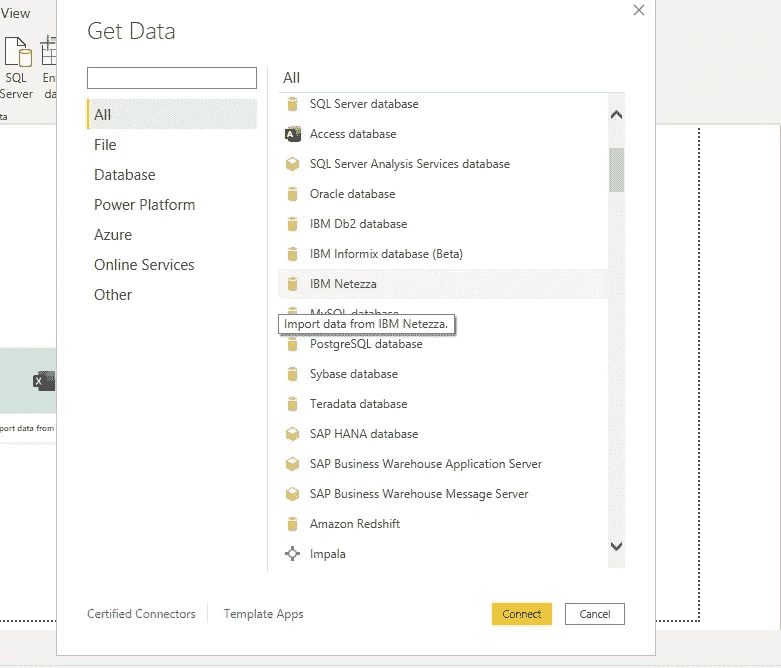 View
SQL
Server
En
da
ta
port data from
Get Data
All
File
Database
Power Platform
Azure
Online Services
Other
All
SQL Server database
Access database
SQL Server Analysis Services database
Oracle database
IBM Db2 database
IBM Informix database (Beta)
IBM Netezza
MySQL database
Import data from IBM Netezza.
PostgreSQL database
Sybase database
Teradata database
SAP HANA database
SAP Business Warehouse Application Server
SAP Business Warehouse Message Server
Amazon Redshift
Impala
Certified Connectors
Template Apps
Connect
Cancel